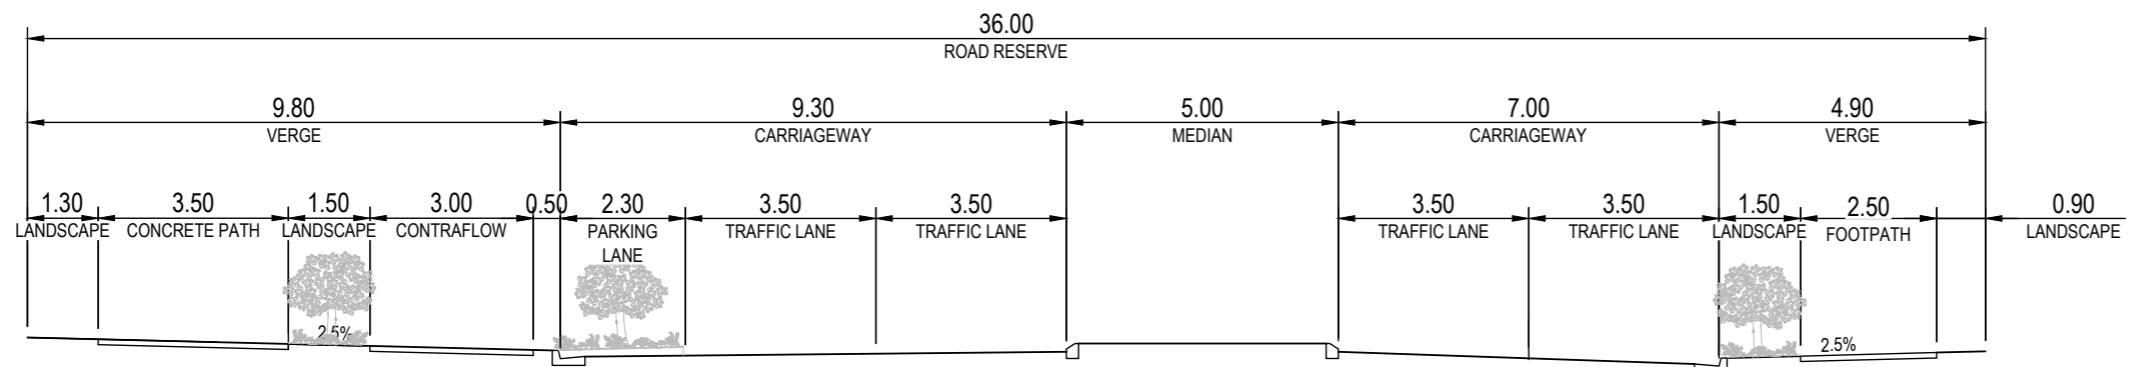 36.00
ROAD RESERVE
9.80 9.30 5.00 7.00 4.90
VERGE CARRIAGEWAY MEDIAN CARRIAGEWAY VERGE
1.30 3.50 1.50 3.00 0.50 2.30 3.50 3.50 3.50 3.50 1.50 2.50 0.90
LANDSCAPE CONCRETE PATH LANDSCAPE CONTRAFLOW PARKING TRAFFIC LANE TRAFFIC LANE TRAFFIC LANE TRAFFIC LANE LANDSCAPE FOOTPATH LANDSCAPE
LANE
2.5% 2.5%